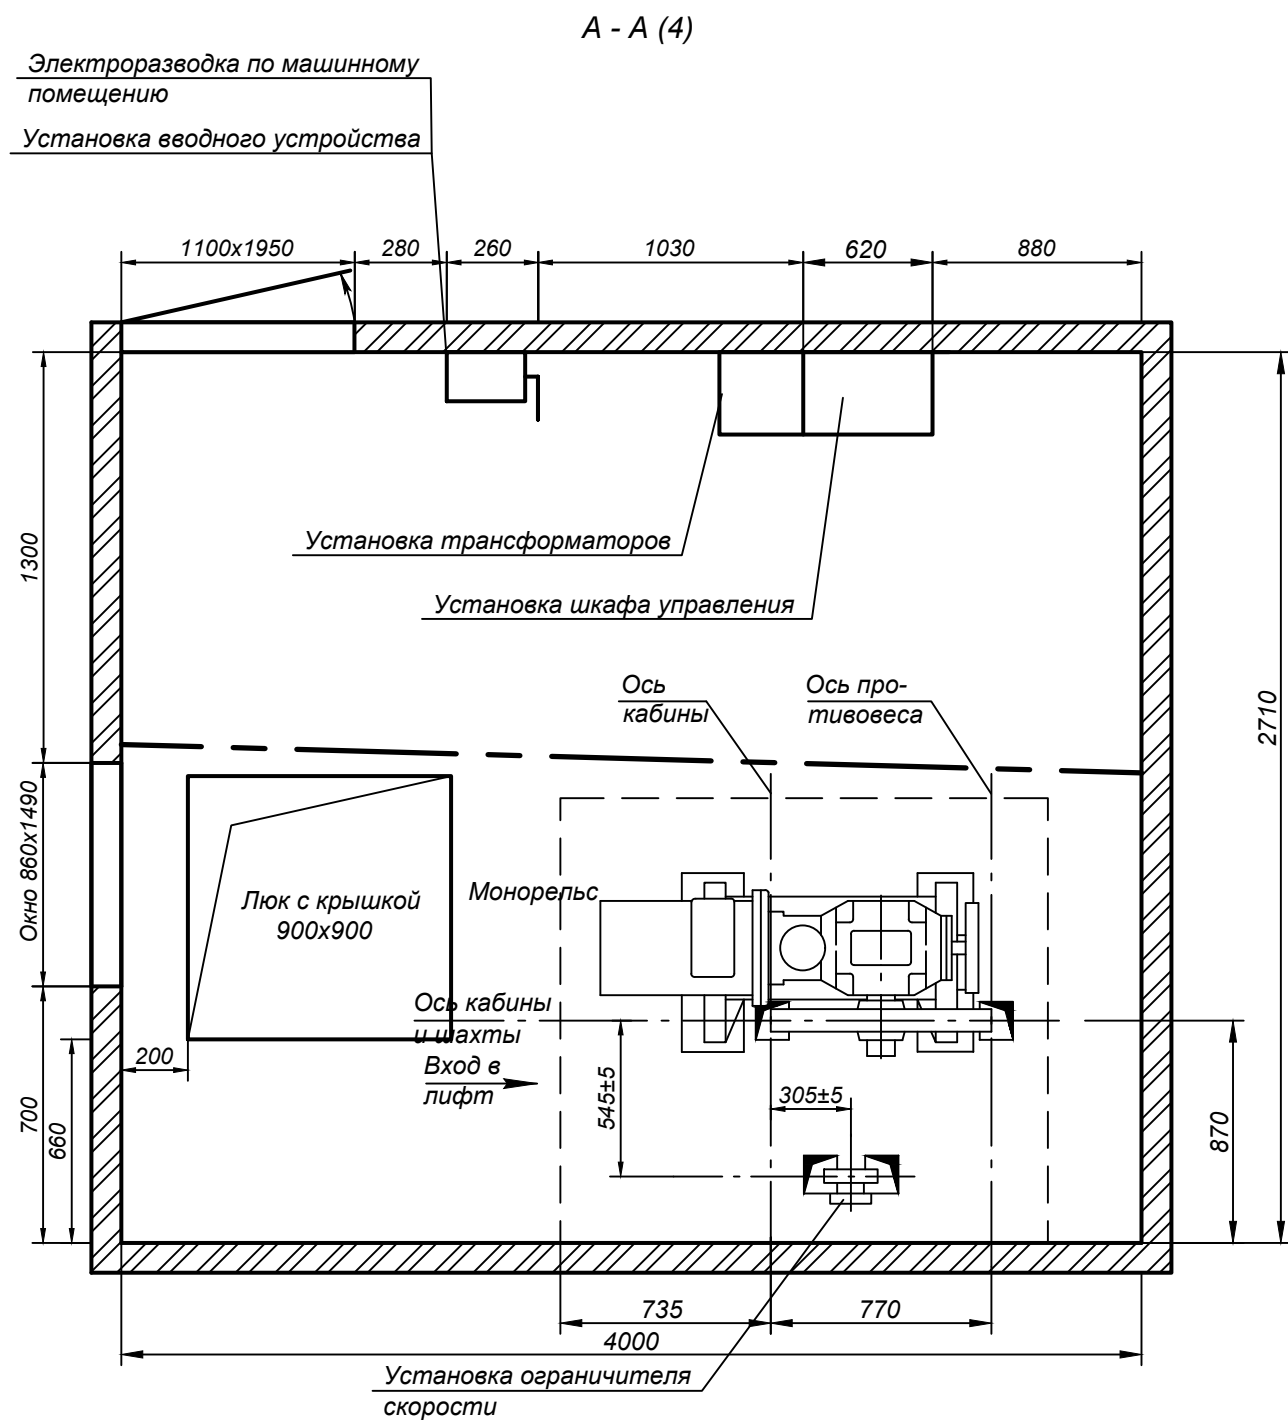 А - А (4)
Электроразводка по машинному
помещению
Установка вводного устройства
1100х1950
280
260
1030
620
880
1300
Установка трансформаторов
Установка шкафа управления
Ось
кабины
Ось про-
тивовеса
2710
Окно 860х1490
Люк с крышкой
900х900
Монорельс
Ось кабины
и шахты
Вход в
лифт
200
700
660
545±5
305±5
870
735
770
4000
Установка ограничителя
скорости